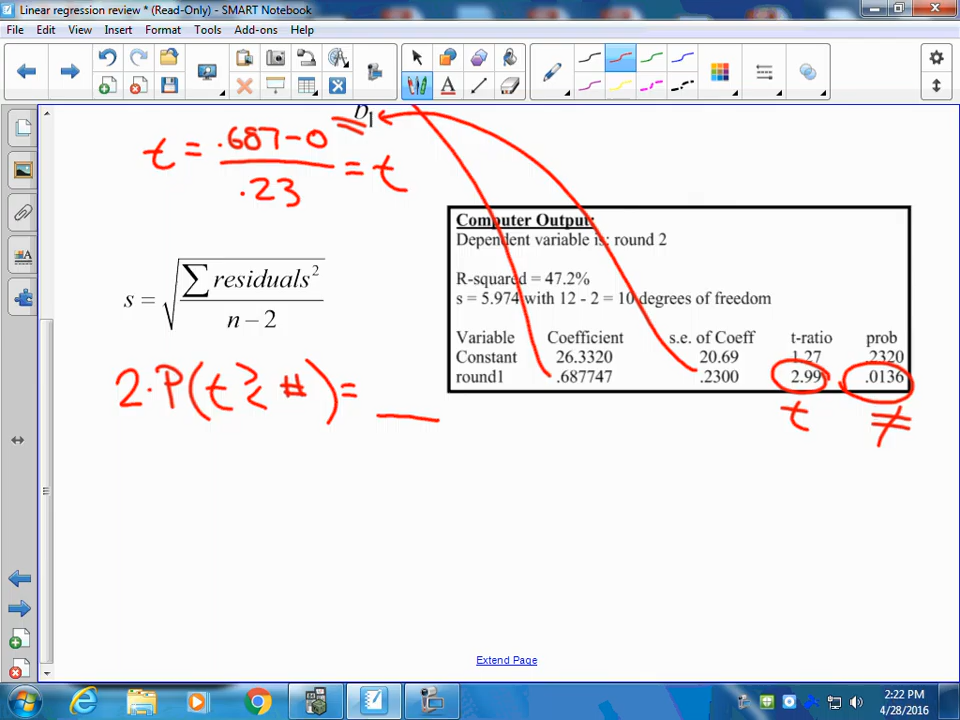 Linear regression review * (Read-Only) - SMART Notebook
File Edit View Insert Format Tools Add-ons Help
b1
t = .687-0 / .23 = t
Computer Output:
Dependent variable is: round 2
R-squared = 47.2%
s = 5.974 with 12 - 2 = 10 degrees of freedom
s = √(∑ residuals² / n – 2)
Variable Coefficient s.e. of Coeff t-ratio prob
Constant 26.3320 20.69 1.27 .2320
round1 .687747 .2300 2.99 .0136
2·P(t ≥ #) = __
t ≠
Extend Page
2:22 PM
4/28/2016